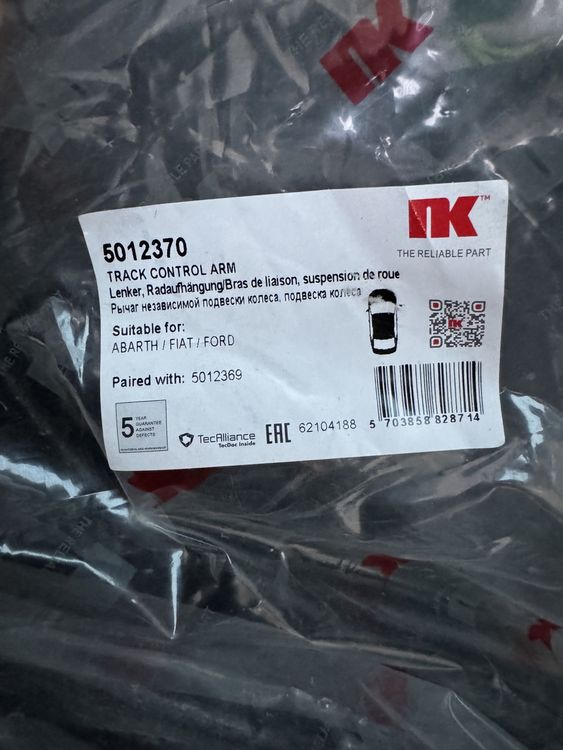 NK
5012370
TRACK CONTROL ARM
Lenker, Radaufhängung/Bras de liaison, suspension de roue
Рычаг независимой подвески колеса, подвеска колеса
NK™
THE RELIABLE PART
Suitable for:
ABARTH / FIAT / FORD
Paired with: 5012369
5 YEAR
GUARANTEE
AGAINST
DEFECTS
TecAlliance
TecDoc Inside
EAC 62104188
5 703858 828714